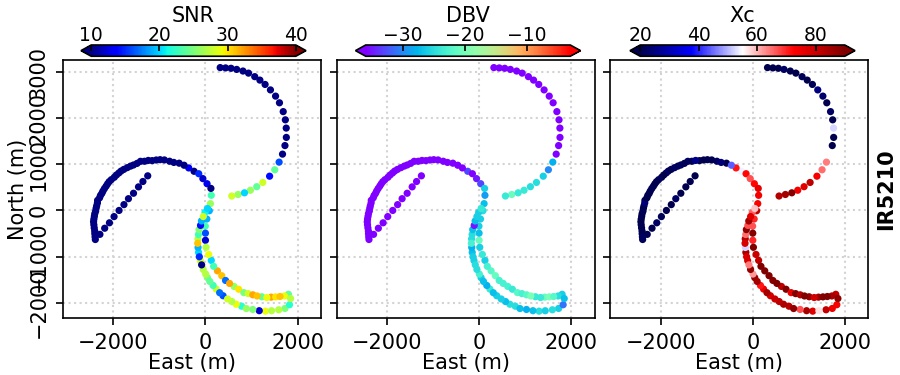 SNR
DBV
Xc
10 20 30 40
−30 −20 −10
20 40 60 80
North (m)
3000
2000
1000
0
−1000
−2000
−2000 0 2000
−2000 0 2000
−2000 0 2000
East (m)
East (m)
East (m)
IR5210